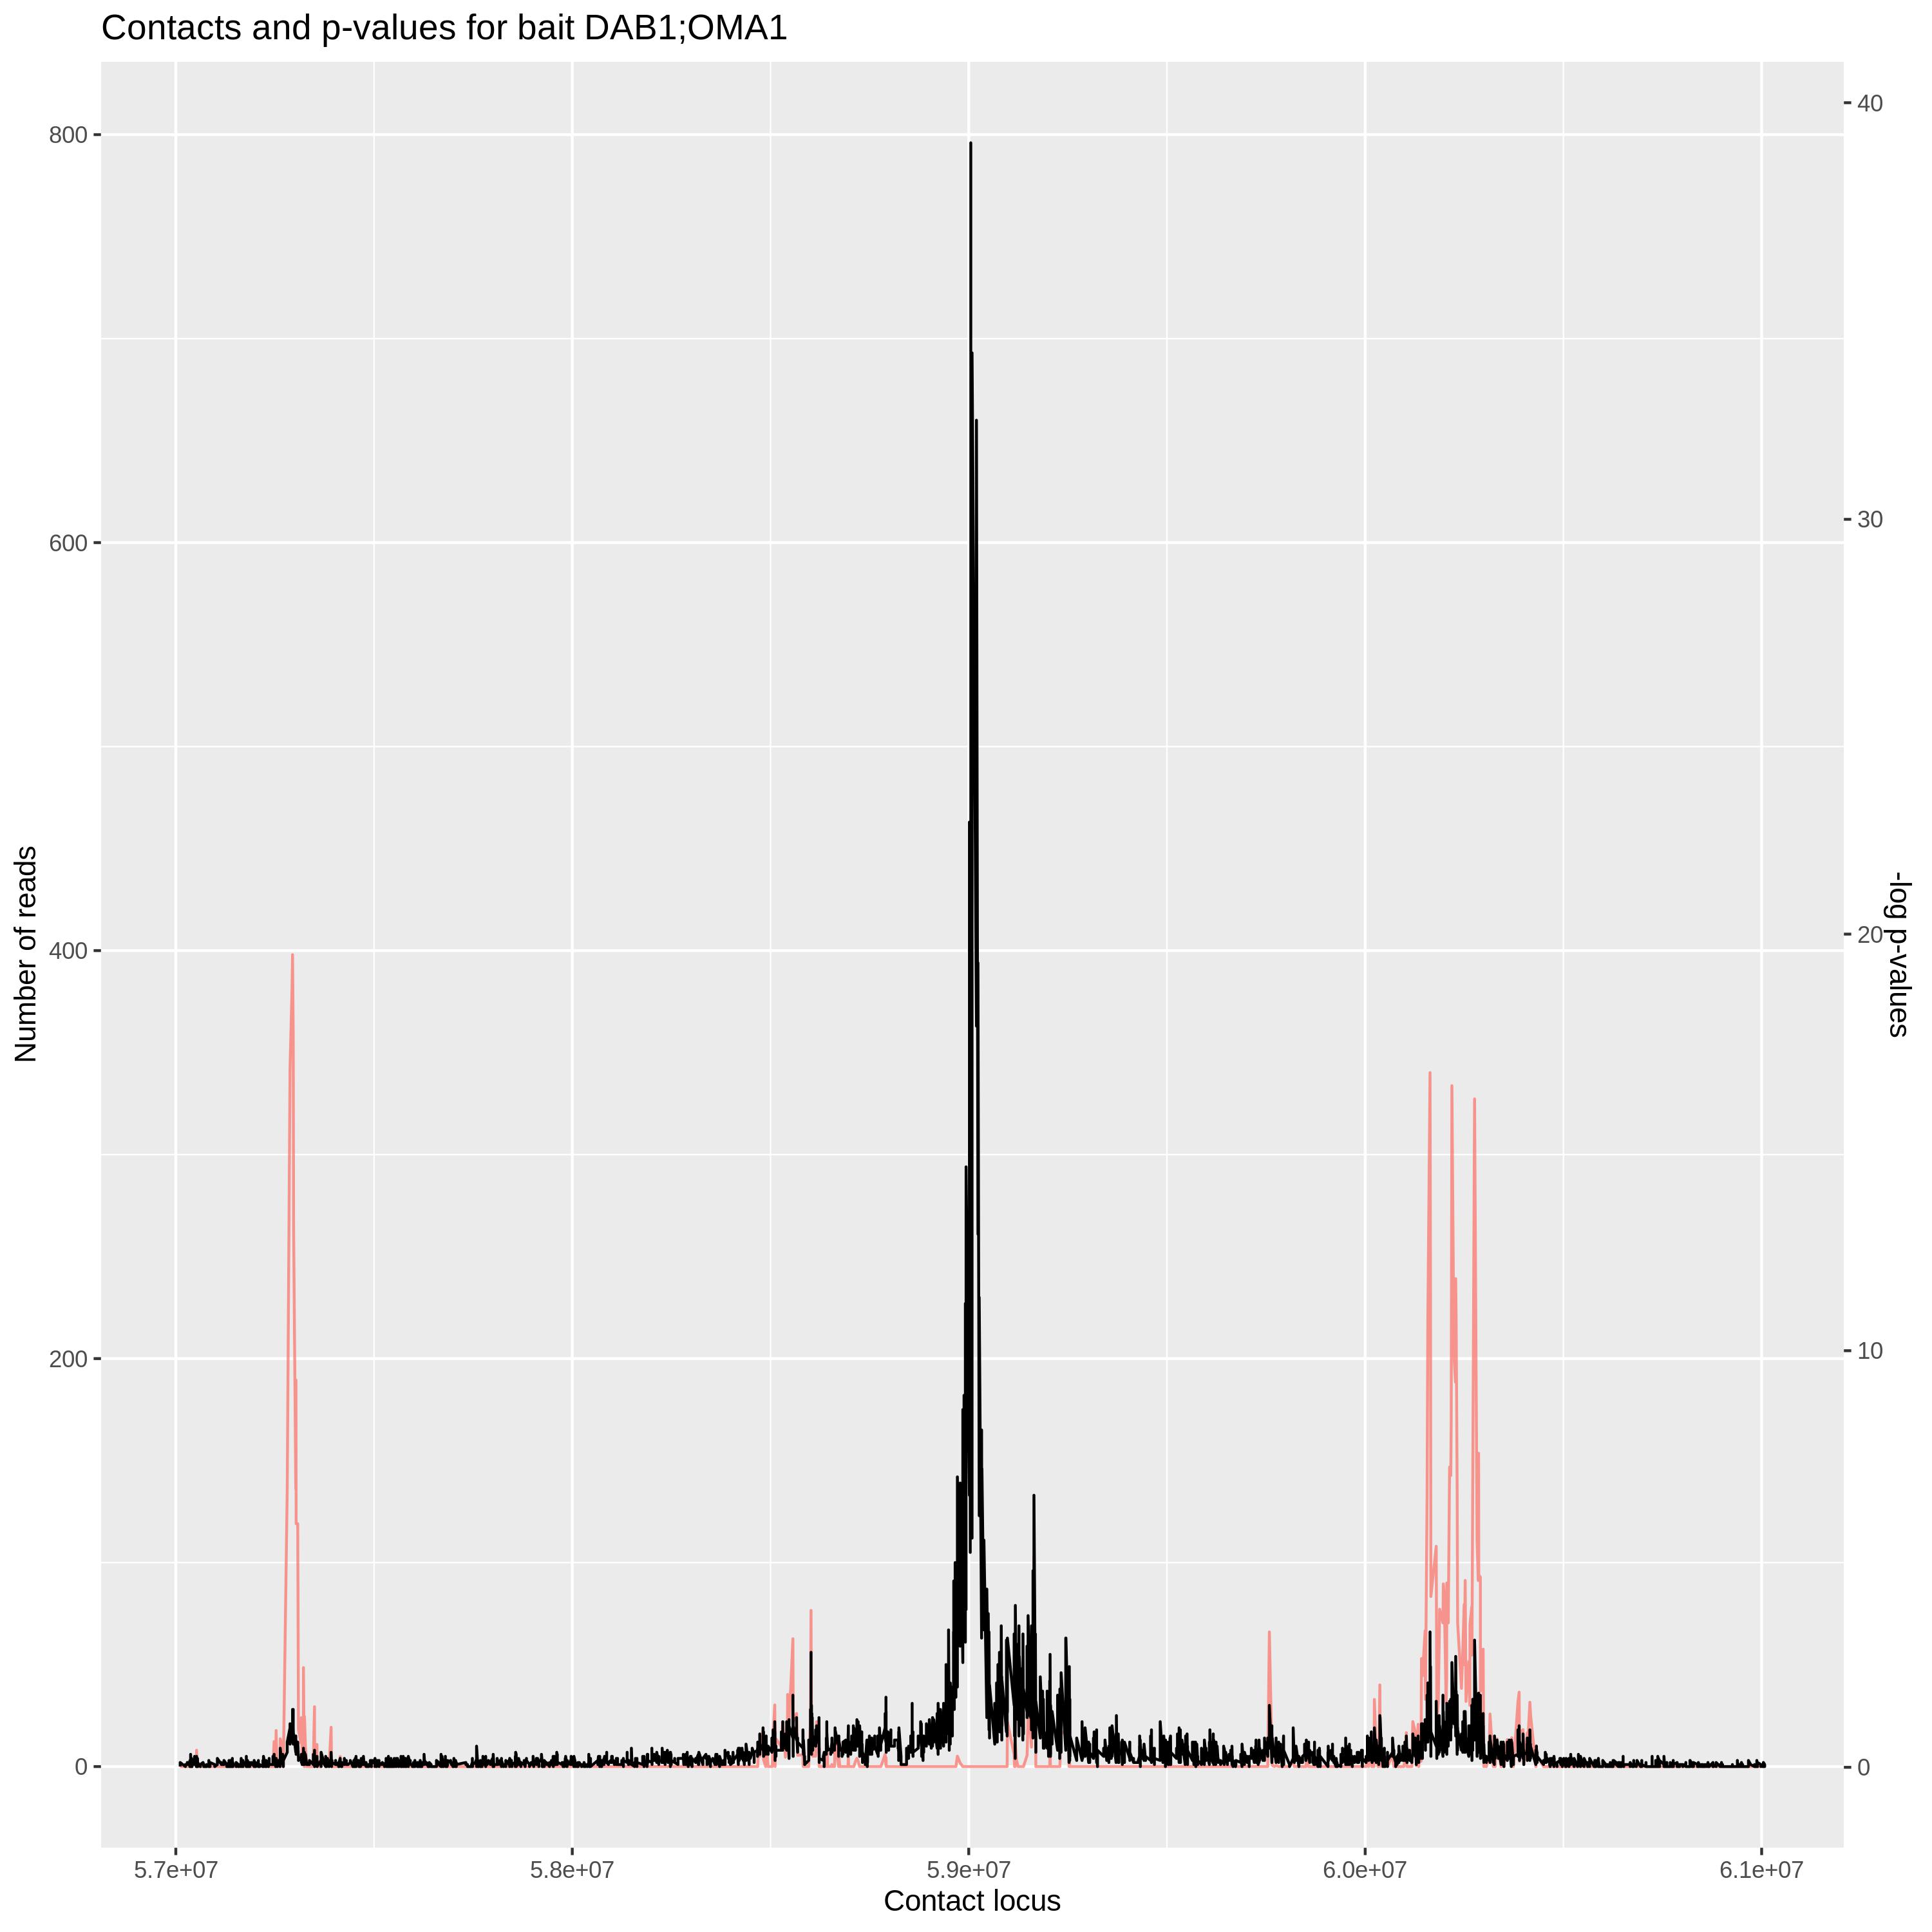 Contacts and p-values for bait DAB1;OMA1
800
600
400
200
0
Number of reads
40
30
20
10
0
-log p-values
5.7e+07
5.8e+07
5.9e+07
6.0e+07
6.1e+07
Contact locus